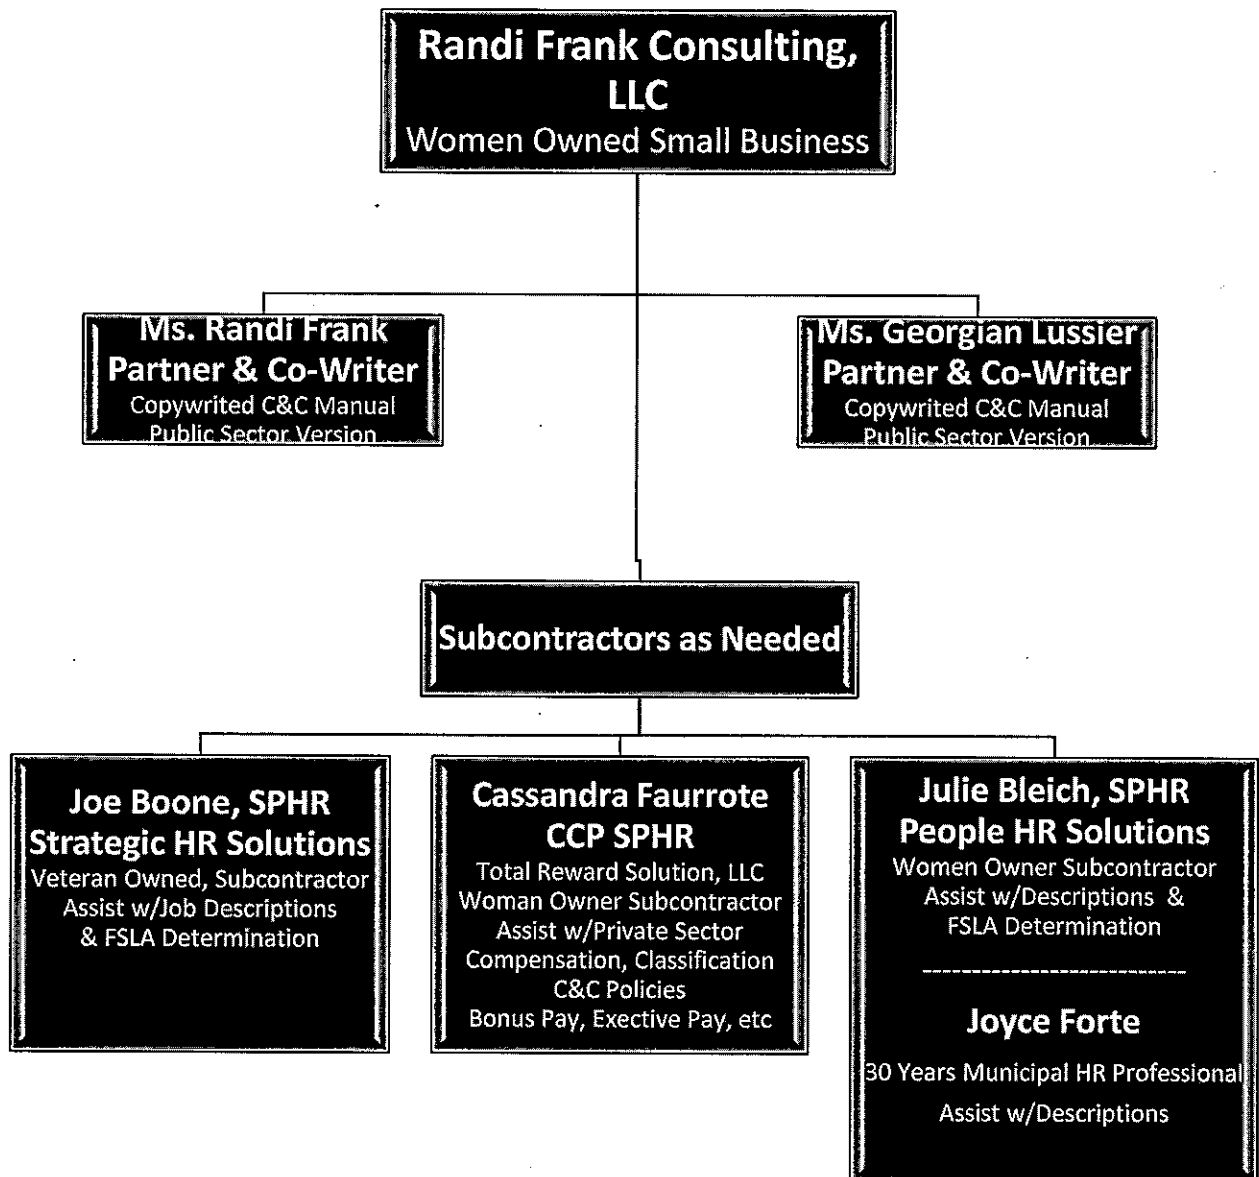 Randi Frank Consulting,
LLC
Women Owned Small Business
Ms. Randi Frank
Partner & Co-Writer
Copywrited C&C Manual
Public Sector Version
Ms. Georgian Lussier
Partner & Co-Writer
Copywrited C&C Manual
Public Sector Version
Subcontractors as Needed
Joe Boone, SPHR
Strategic HR Solutions
Veteran Owned, Subcontractor
Assist w/Job Descriptions
& FSLA Determination
Cassandra Faurrote
CCP SPHR
Total Reward Solution, LLC
Woman Owner Subcontractor
Assist w/Private Sector
Compensation, Classification
C&C Policies
Bonus Pay, Exective Pay, etc
Julie Bleich, SPHR
People HR Solutions
Women Owner Subcontractor
Assist w/Descriptions &
FSLA Determination
---------------------------
Joyce Forte
30 Years Municipal HR Professional
Assist w/Descriptions